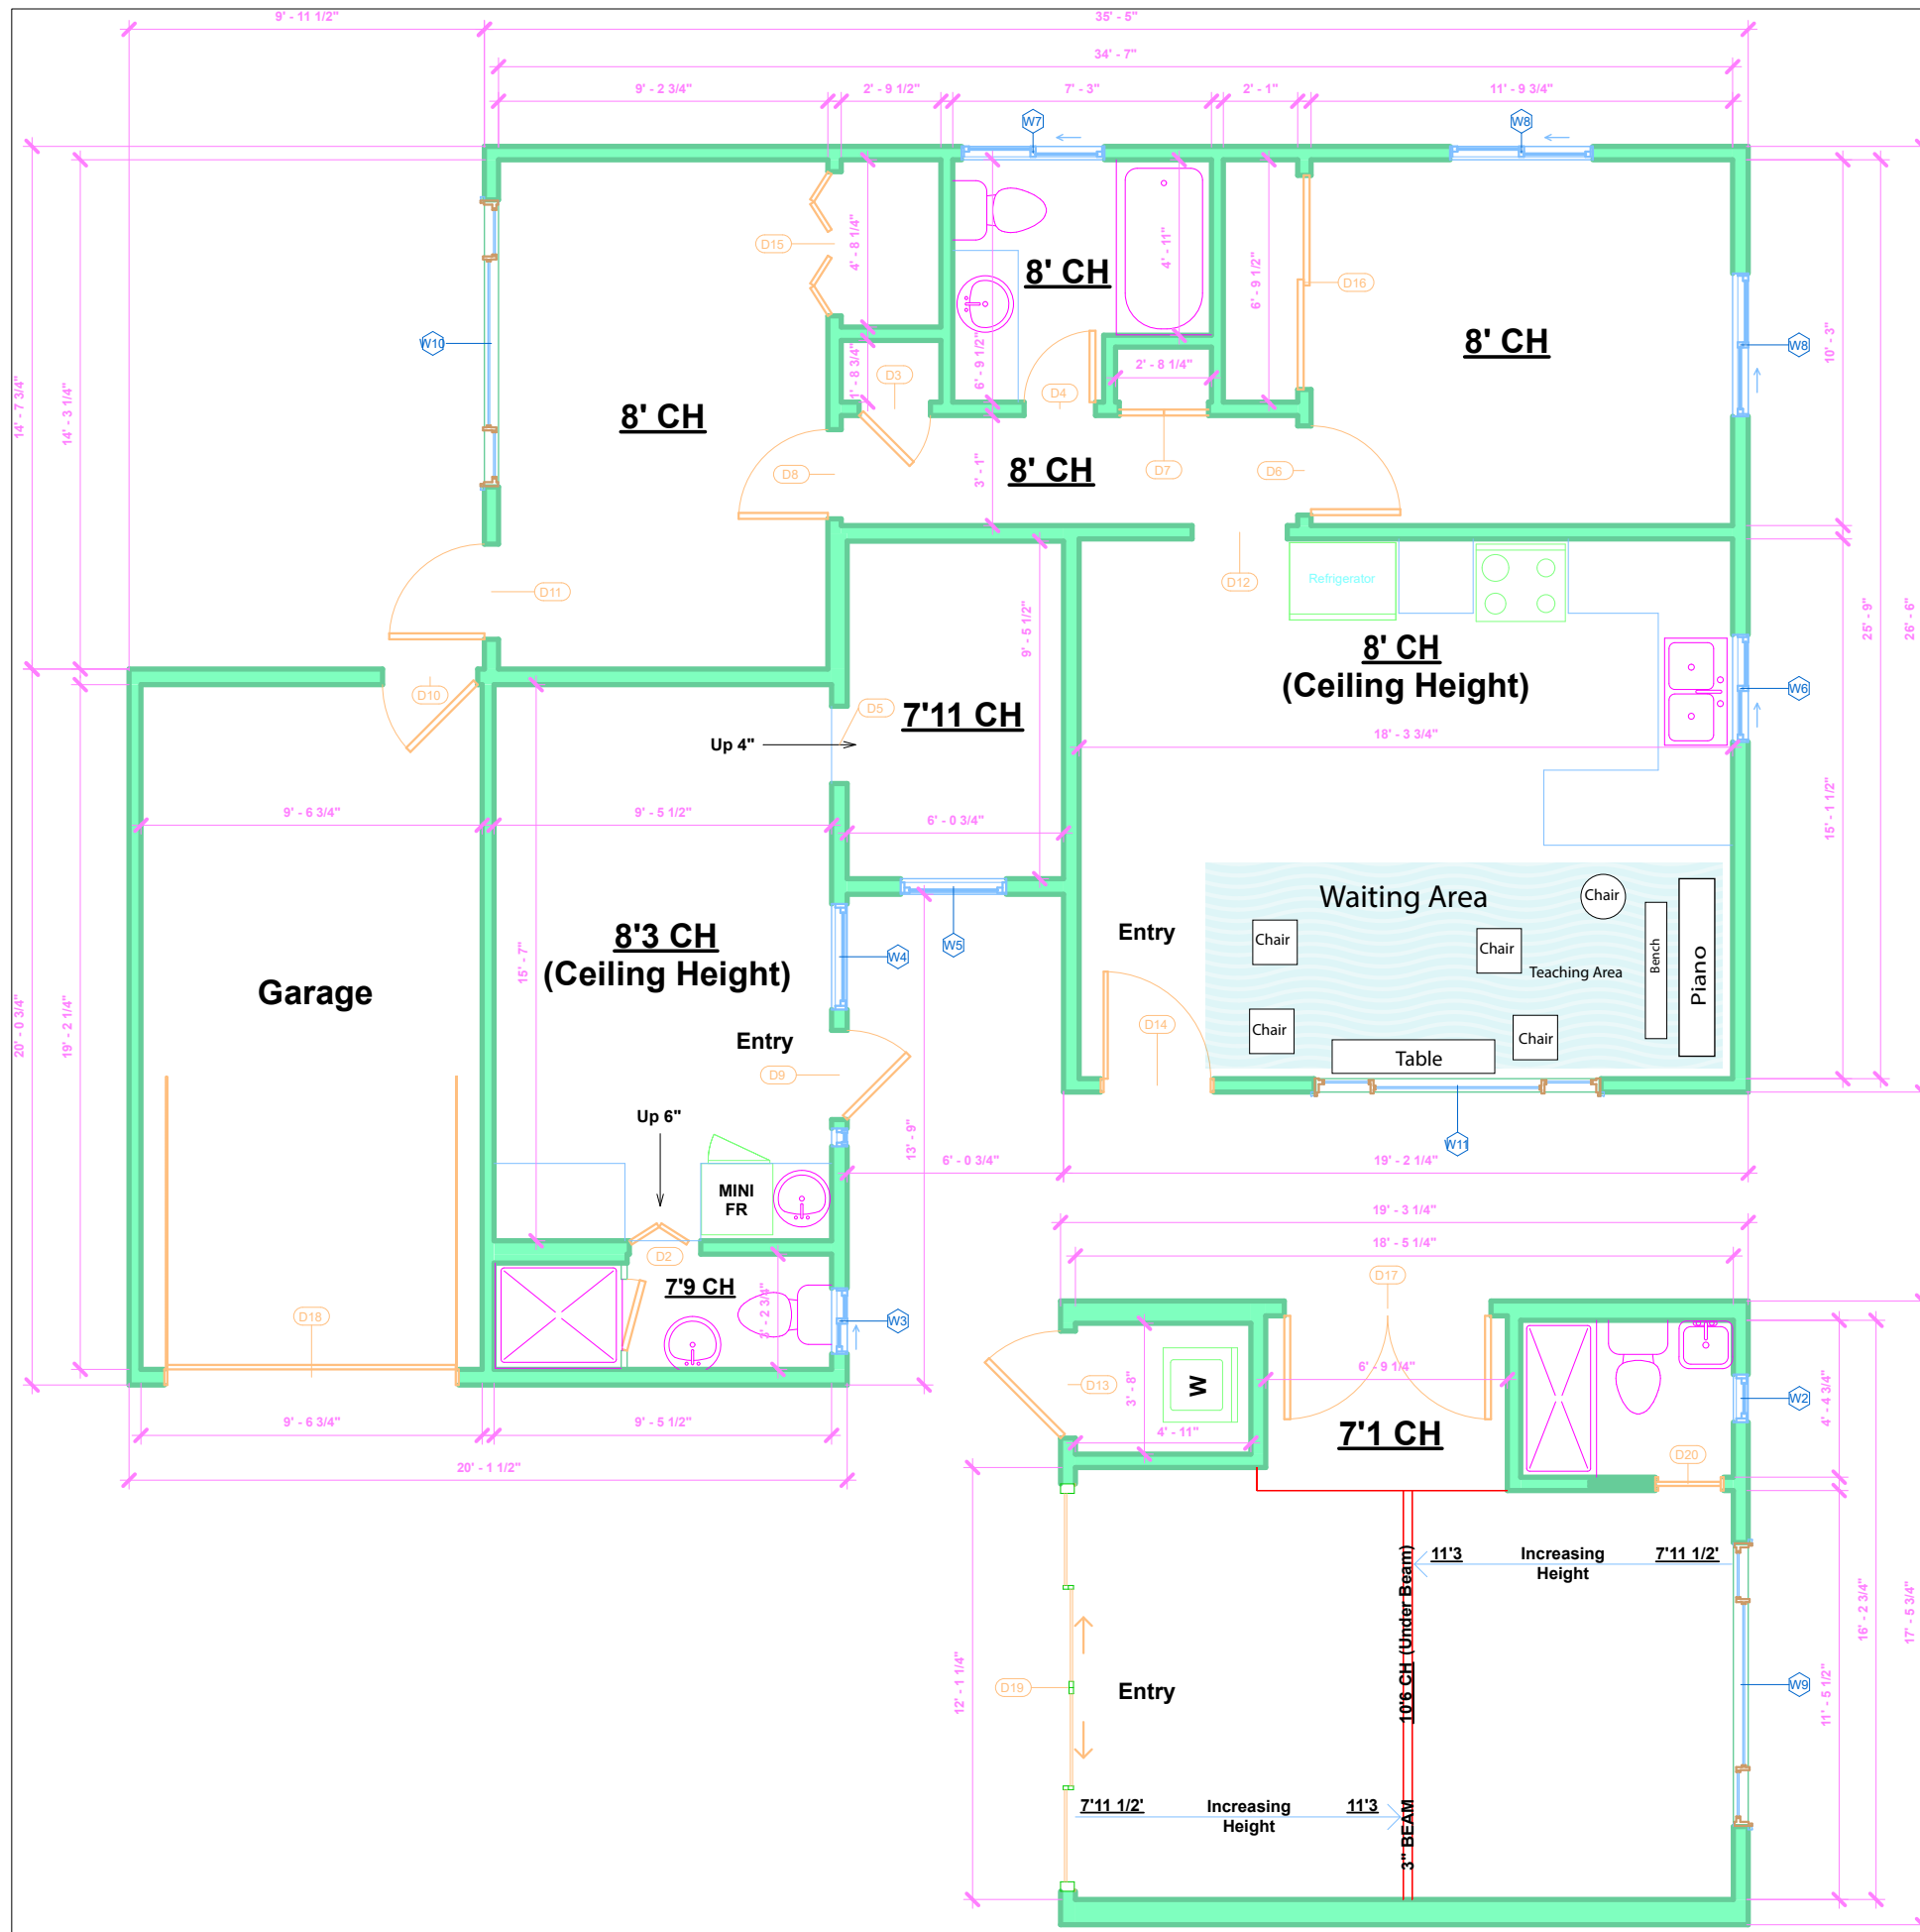 9' - 11 1/2"
35' - 5"
34' - 7"
9' - 2 3/4"
2' - 9 1/2"
7' - 3"
2' - 1"
11' - 9 3/4"
W7
W8
D15
4' - 8 1/4"
8' CH
4' - 11"
6' - 9 1/2"
D16
W10
8' CH
W8
10' - 3"
14' - 7 3/4"
14' - 3 1/4"
1' - 8 3/4"
D3
6' - 9 1/2"
D4
2' - 8 1/4"
8' CH
D8
3' - 1"
8' CH
D7
D6
D11
D12
Refrigerator
9' - 5 1/2"
8' CH
(Ceiling Height)
25' - 9"
26' - 6"
D10
D5
7'11 CH
W6
Up 4"
18' - 3 3/4"
9' - 6 3/4"
9' - 5 1/2"
6' - 0 3/4"
15' - 1 1/2"
Waiting Area
Chair
8'3 CH
(Ceiling Height)
W4
W5
Entry
Chair
Chair
Bench
Piano
Teaching Area
15' - 7"
Garage
20' - 0 3/4"
19' - 2 1/4"
Entry
D14
Chair
Chair
Table
D9
Up 6"
W11
13' - 9"
6' - 0 3/4"
19' - 2 1/4"
MINI
FR
19' - 3 1/4"
18' - 5 1/4"
D2
7'9 CH
D17
D18
3' - 2 3/4"
W3
6' - 9 1/4"
D13
3' - 8"
W
W2
4' - 4 3/4"
9' - 6 3/4"
9' - 5 1/2"
4' - 11"
7'1 CH
D20
20' - 1 1/2"
11'3
Increasing
Height
7'11 1/2'
10'6 CH (Under Beam)
16' - 2 3/4"
17' - 5 3/4"
12' - 1 1/4"
D19
Entry
W9
11' - 5 1/2"
7'11 1/2'
Increasing
Height
11'3
3" BEAM